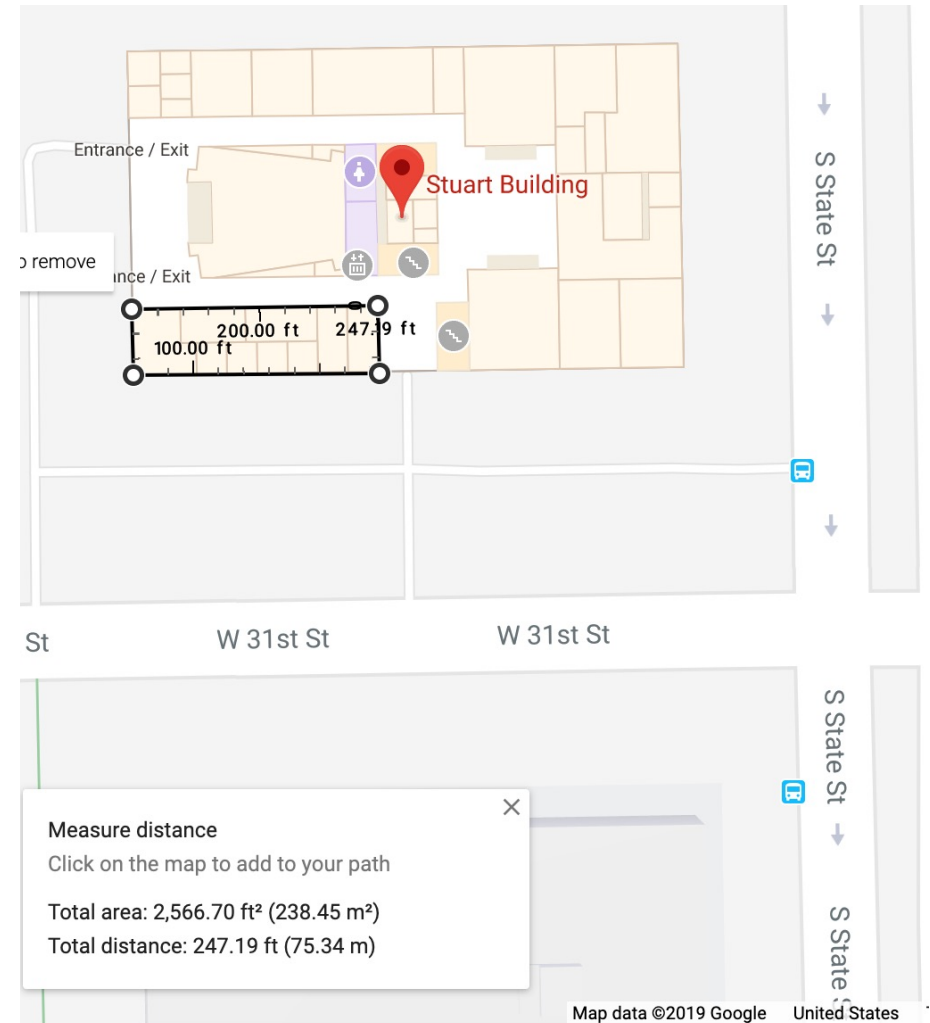 Entrance / Exit
Stuart Building
S State St
o remove
ance / Exit
247.19 ft
200.00 ft
100.00 ft
St
W 31st St
W 31st St
S State St
Measure distance
Click on the map to add to your path
Total area: 2,566.70 ft² (238.45 m²)
Total distance: 247.19 ft (75.34 m)
S State S
Map data ©2019 Google
United States